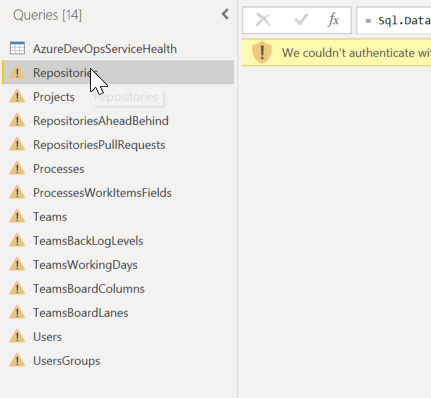 Queries [14]
AzureDevOpsServiceHealth
Repositories
Projects
Repositories
RepositoriesAheadBehind
RepositoriesPullRequests
Processes
ProcessesWorkItemsFields
Teams
TeamsBackLogLevels
TeamsWorkingDays
TeamsBoardColumns
TeamsBoardLanes
Users
UsersGroups
fx
= Sql.Data
We couldn't authenticate wi